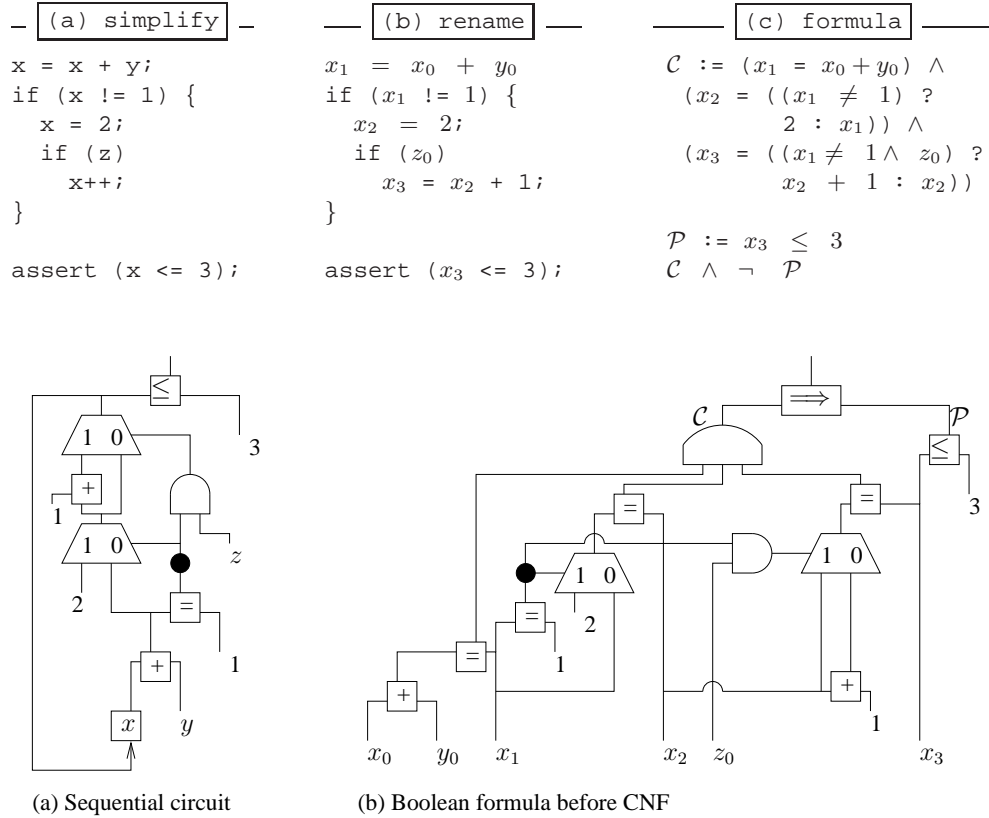 (a) simplify
x = x + y;
if (x != 1) {
x = 2;
if (z)
x++;
}
assert (x <= 3);
(b) rename
x₁ = x₀ + y₀
if (x₁ != 1) {
x₂ = 2;
if (z₀)
x₃ = x₂ + 1;
}
assert (x₃ <= 3);
(c) formula
𝒞 := (x₁ = x₀ + y₀) ∧
(x₂ = ((x₁ ≠ 1) ?
2 : x₁)) ∧
(x₃ = ((x₁ ≠ 1 ∧ z₀) ?
x₂ + 1 : x₂))
𝒫 := x₃ ≤ 3
𝒞 ∧ ¬ 𝒫
≤
3
1 0
+
1
1 0
z
2
=
1
+
x
y
(a) Sequential circuit
⟹
𝒞
𝒫
≤
3
=
=
1 0
1 0
=
2
1
=
+
+
1
x₀
y₀
x₁
x₂
z₀
x₃
(b) Boolean formula before CNF